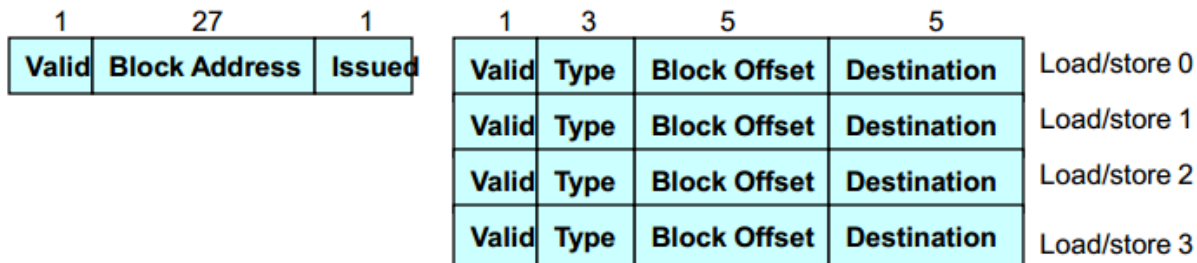 1 27 1 1 3 5 5
Valid Block Address Issued Valid Type Block Offset Destination Load/store 0
Valid Type Block Offset Destination Load/store 1
Valid Type Block Offset Destination Load/store 2
Valid Type Block Offset Destination Load/store 3